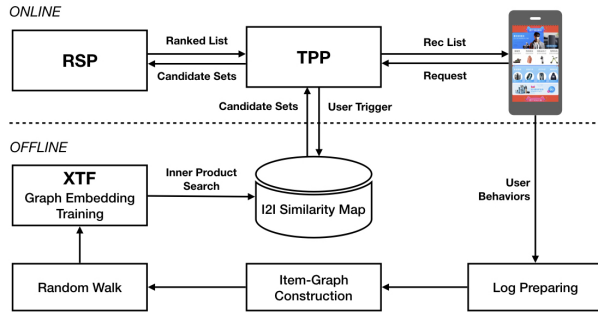 ONLINE
RSP
Ranked List
Candidate Sets
TPP
Rec List
Request
Candidate Sets
User Trigger
OFFLINE
XTF
Graph Embedding
Training
Inner Product
Search
I2I Similarity Map
User
Behaviors
Random Walk
Item-Graph
Construction
Log Preparing